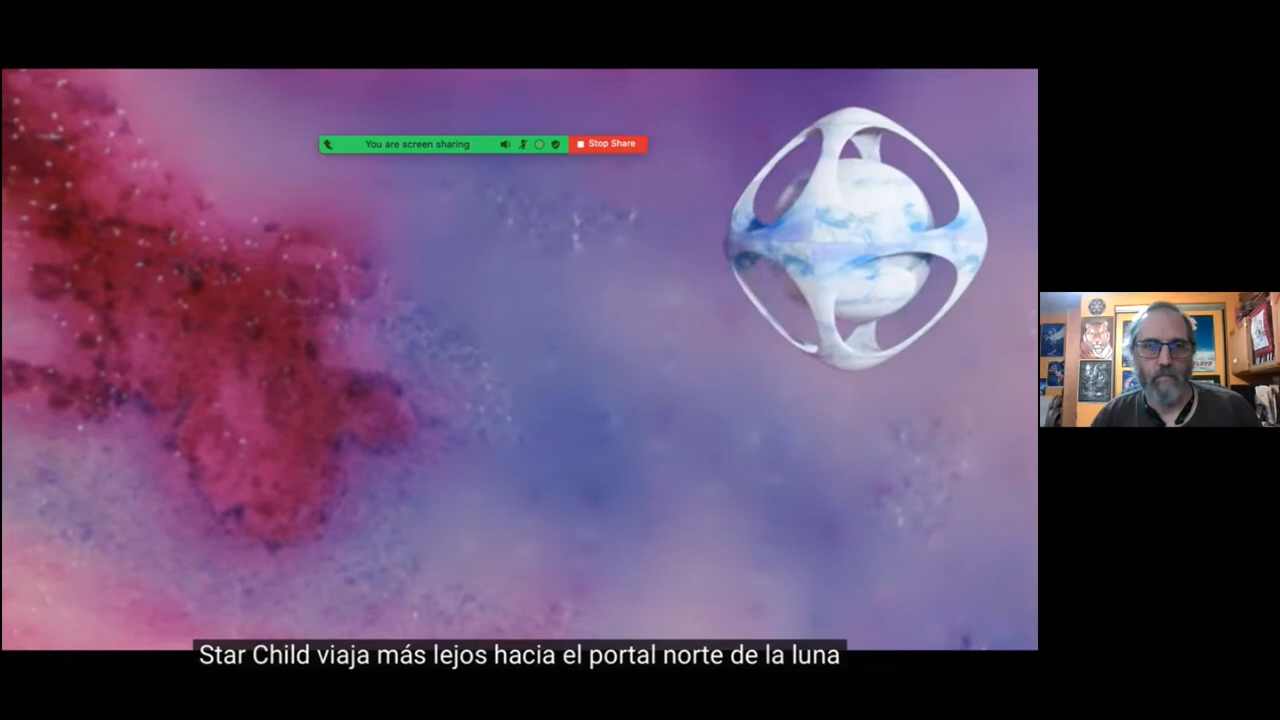 You are screen sharing
Stop Share
Star Child viaja más lejos hacia el portal norte de la luna